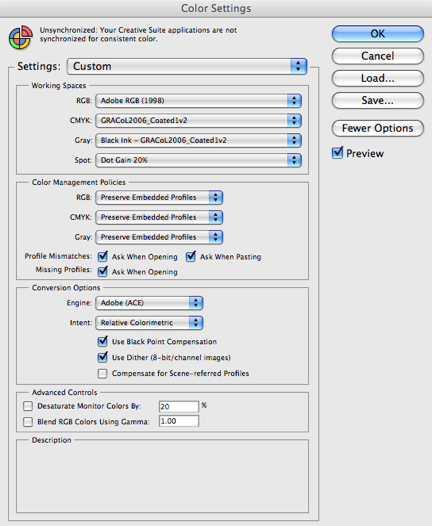 Color Settings
Unsynchronized: Your Creative Suite applications are not
synchronized for consistent color.
OK
Cancel
Load...
Save...
Fewer Options
Preview
Settings: Custom
Working Spaces
RGB: Adobe RGB (1998)
CMYK: GRACoL2006_Coated1v2
Gray: Black Ink - GRACoL2006_Coated1v2
Spot: Dot Gain 20%
Color Management Policies
RGB: Preserve Embedded Profiles
CMYK: Preserve Embedded Profiles
Gray: Preserve Embedded Profiles
Profile Mismatches: Ask When Opening Ask When Pasting
Missing Profiles: Ask When Opening
Conversion Options
Engine: Adobe (ACE)
Intent: Relative Colorimetric
Use Black Point Compensation
Use Dither (8-bit/channel images)
Compensate for Scene-referred Profiles
Advanced Controls
Desaturate Monitor Colors By: 20 %
Blend RGB Colors Using Gamma: 1.00
Description